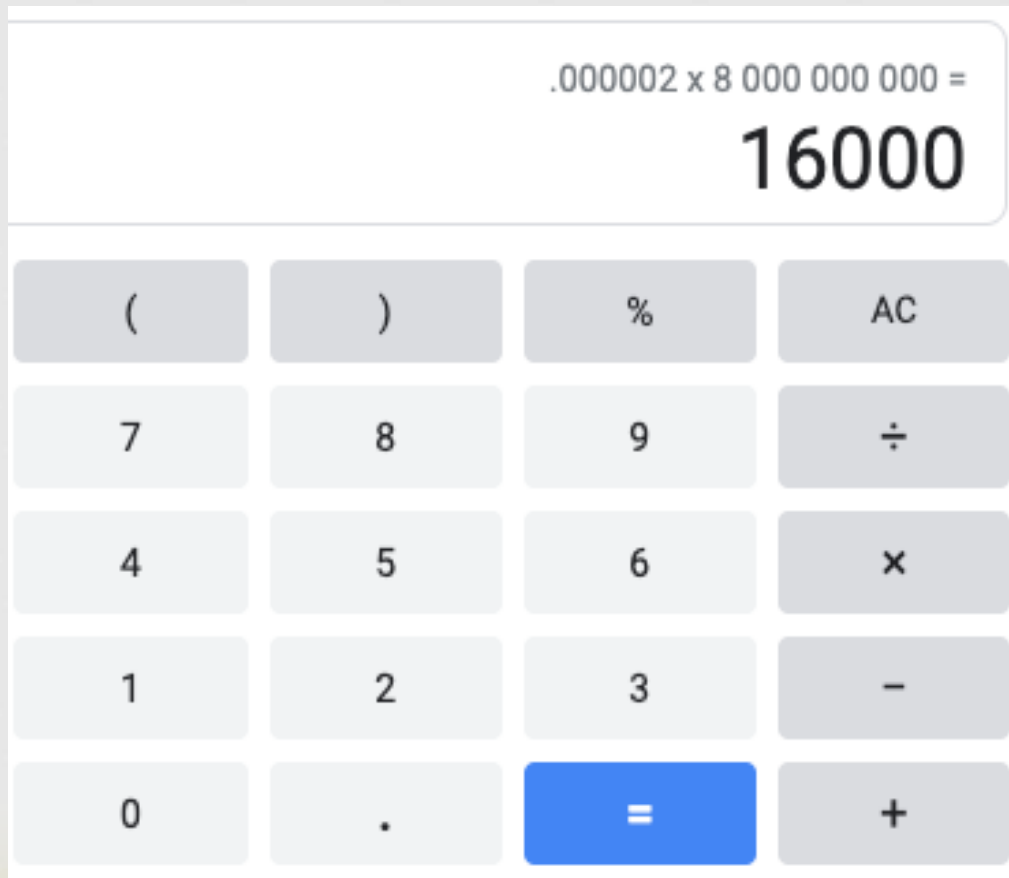 .000002 x 8 000 000 000 =
16000
( ) % AC
7 8 9 ÷
4 5 6 ×
1 2 3 −
0 . = +